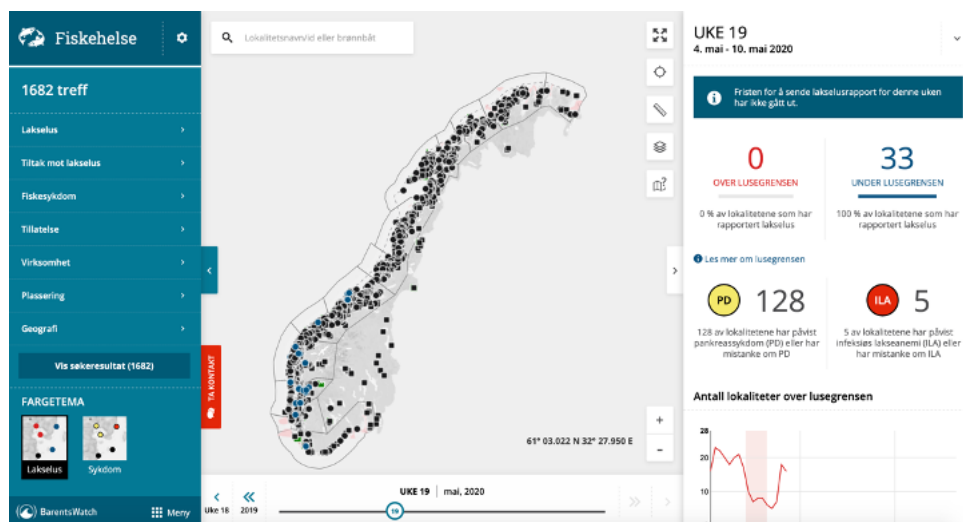 Fiskehelse
1682 treff
Lakselus
Tiltak mot lakselus
Fiskesykdom
Tillatelse
Virksomhet
Plassering
Geografi
Vis søkeresultat (1682)
FARGETEMA
Lakselus
Sykdom
BarentsWatch
Meny
Lokalitetsnavn/id eller brønnbåt
TA KONTAKT
61° 03.022 N 32° 27.950 E
+
-
UKE 19 | mai, 2020
Uke 18
2019
19
UKE 19
4. mai - 10. mai 2020
Fristen for å sende lakselusrapport for denne uken
har ikke gått ut.
0
OVER LUSEGRENSEN
0 % av lokalitetene som har
rapportert lakselus
33
UNDER LUSEGRENSEN
100 % av lokalitetene som har
rapportert lakselus
Les mer om lusegrensen
PD 128
128 av lokalitetene har påvist
pankreassykdom (PD) eller har
mistanke om PD
ILA 5
5 av lokalitetene har påvist
infeksiøs lakseanemi (ILA) eller
har mistanke om ILA
Antall lokaliteter over lusegrensen
28
20
10